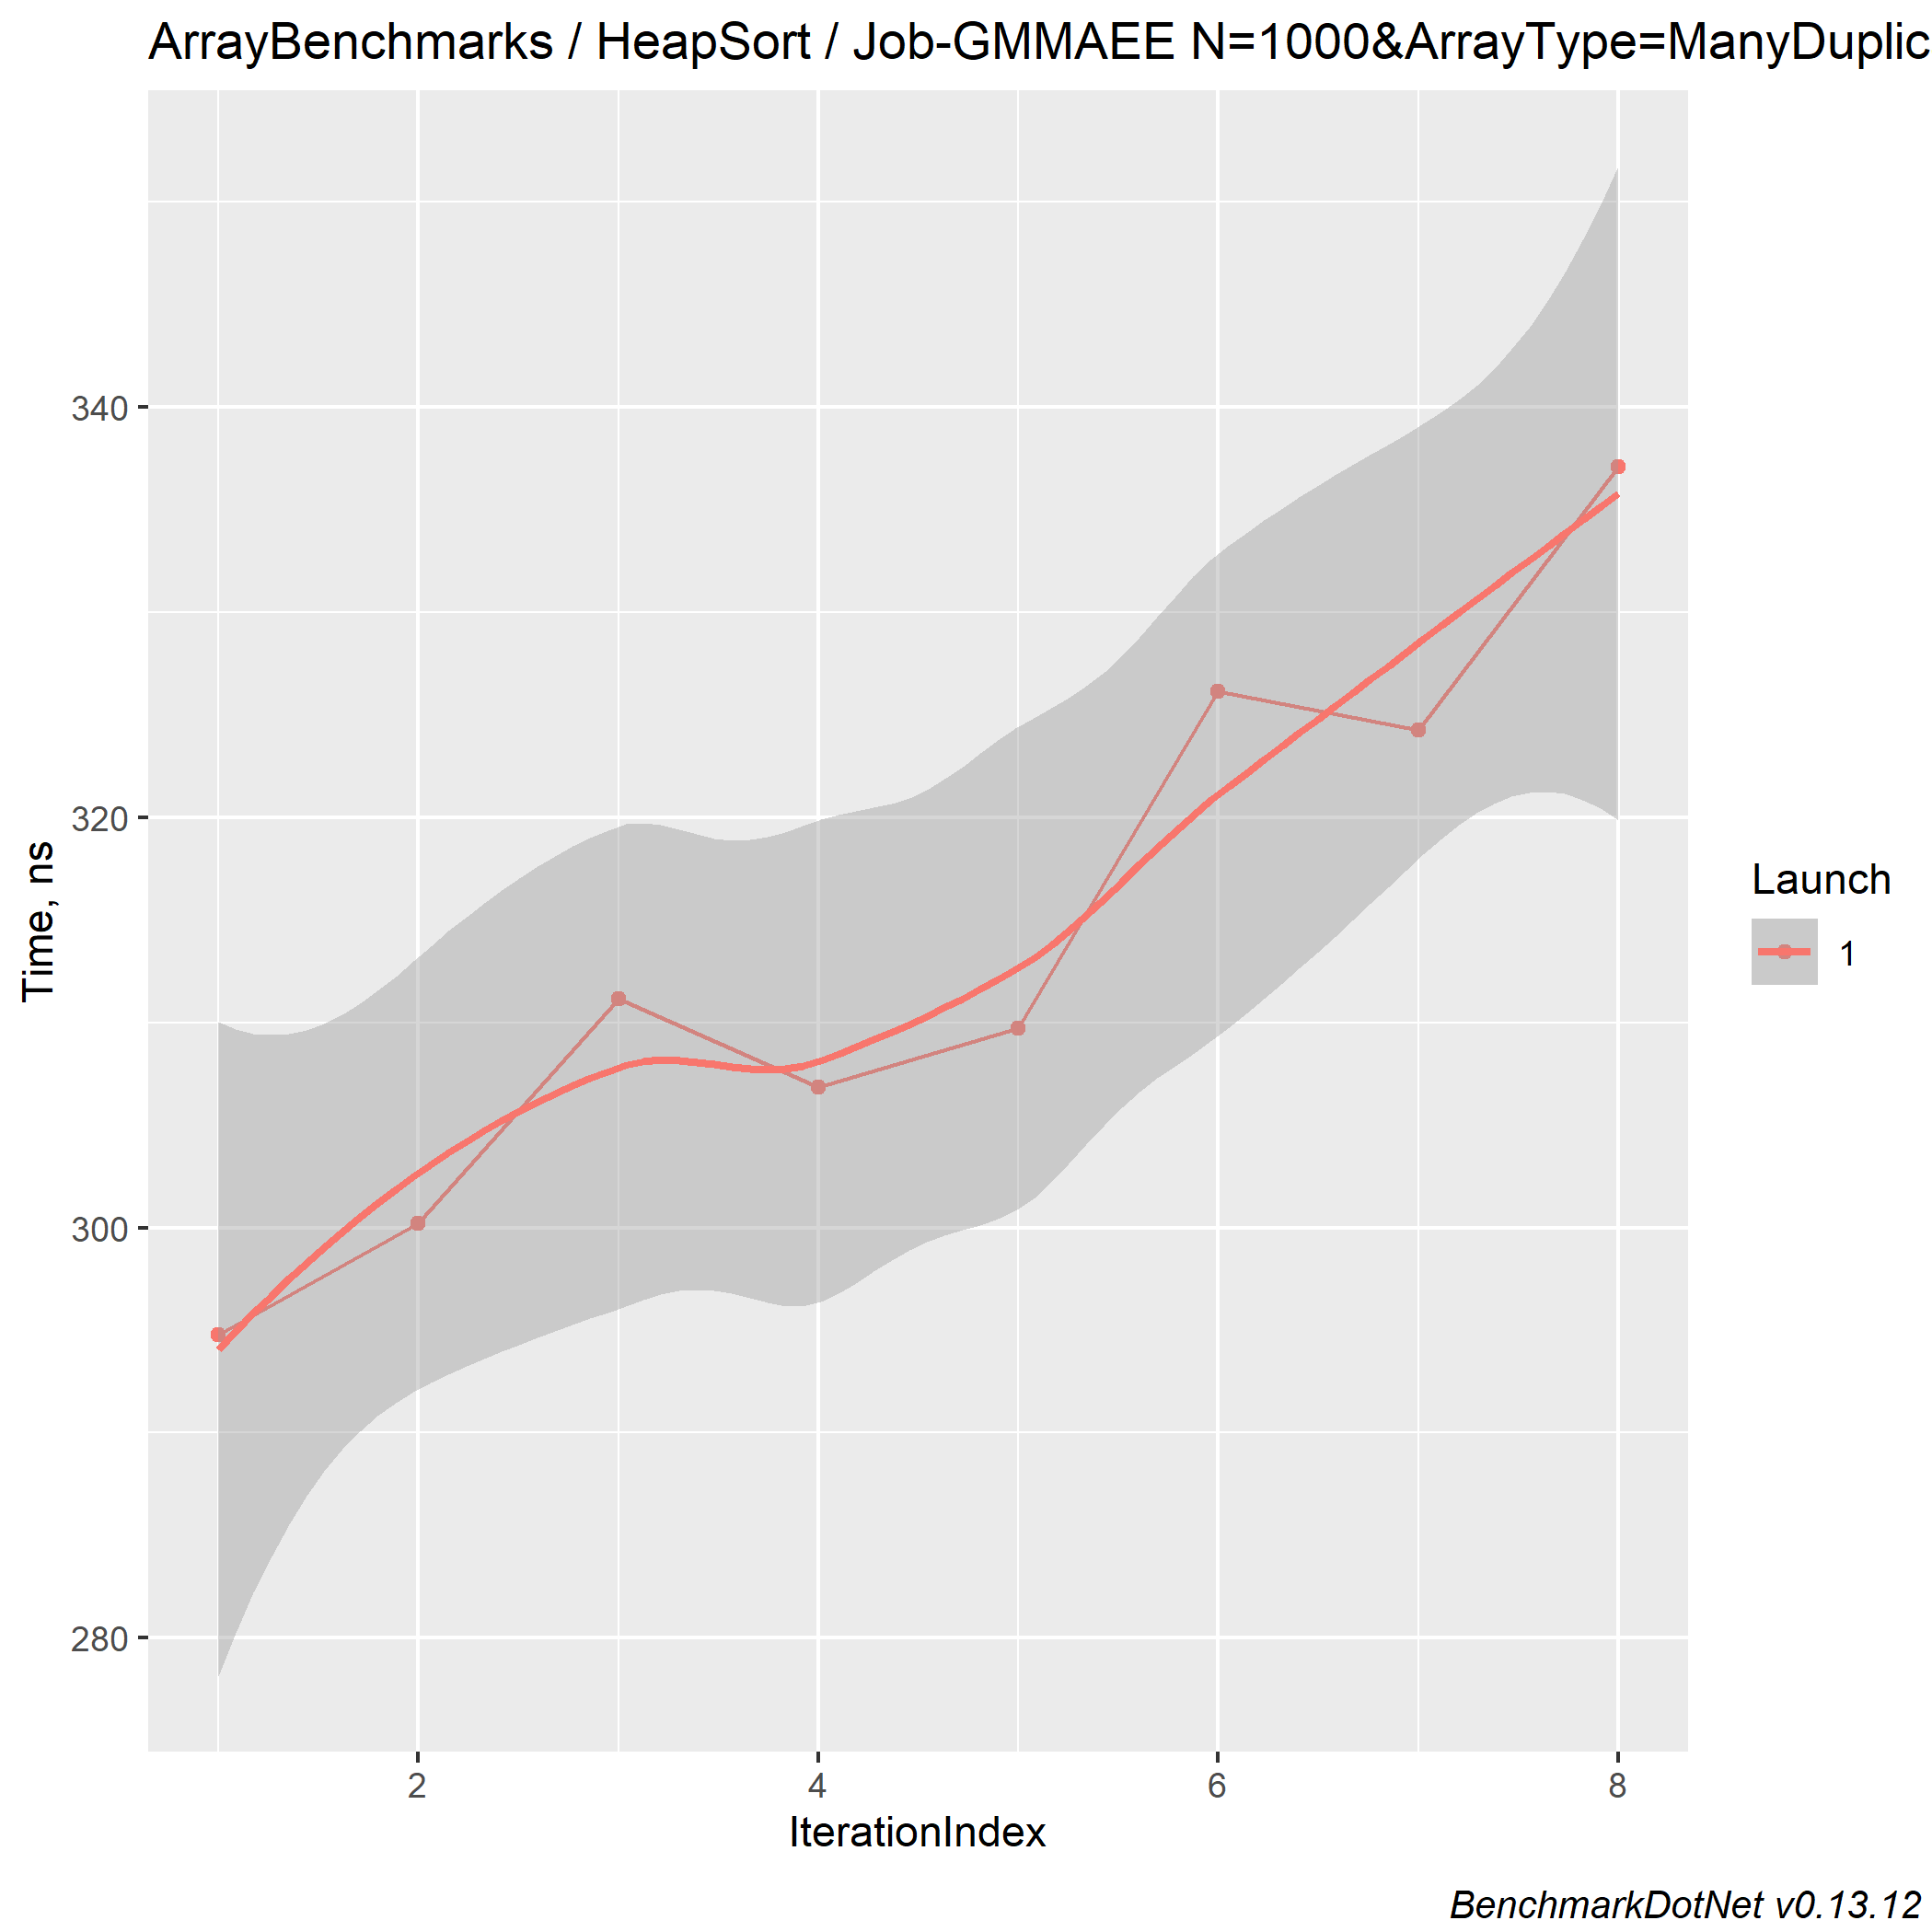 ArrayBenchmarks / HeapSort / Job-GMMAEE N=1000&ArrayType=ManyDuplic
Time, ns
340
320
300
280
2 4 6 8
IterationIndex
Launch
1
BenchmarkDotNet v0.13.12